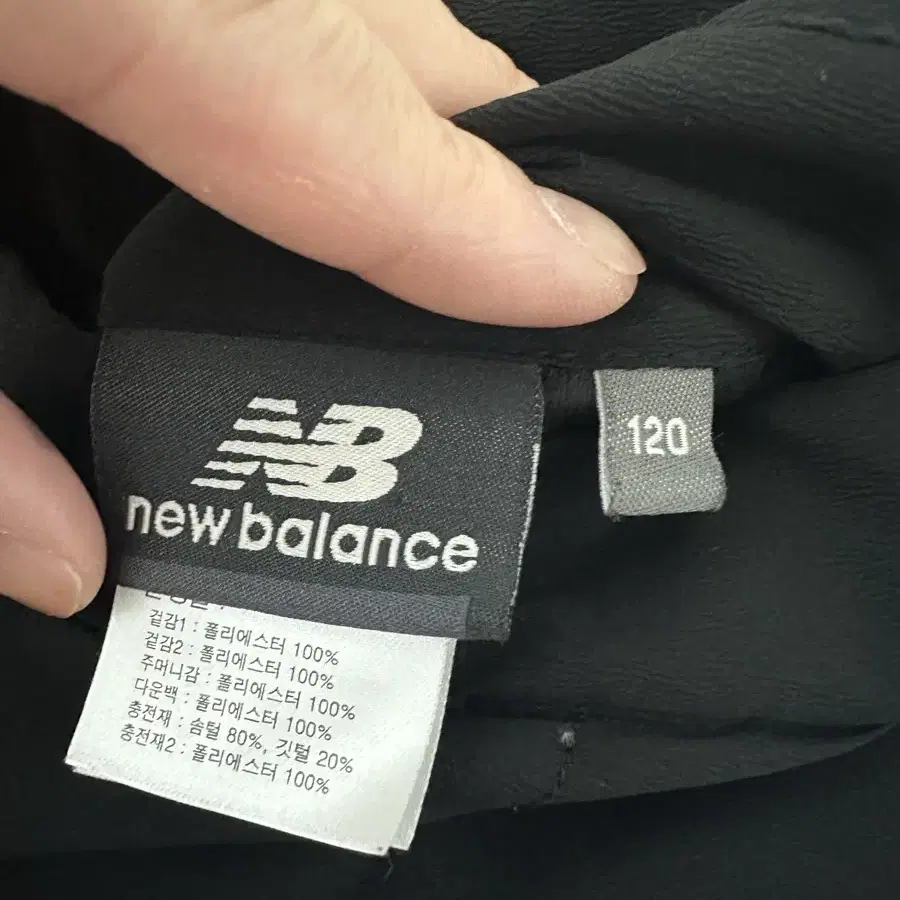 NB
new balance
120
겉감1 : 폴리에스터 100%
겉감2 : 폴리에스터 100%
주머니감 : 폴리에스터 100%
다운백 : 폴리에스터 100%
충전재 : 솜털 80%, 깃털 20%
충전재2 : 폴리에스터 100%